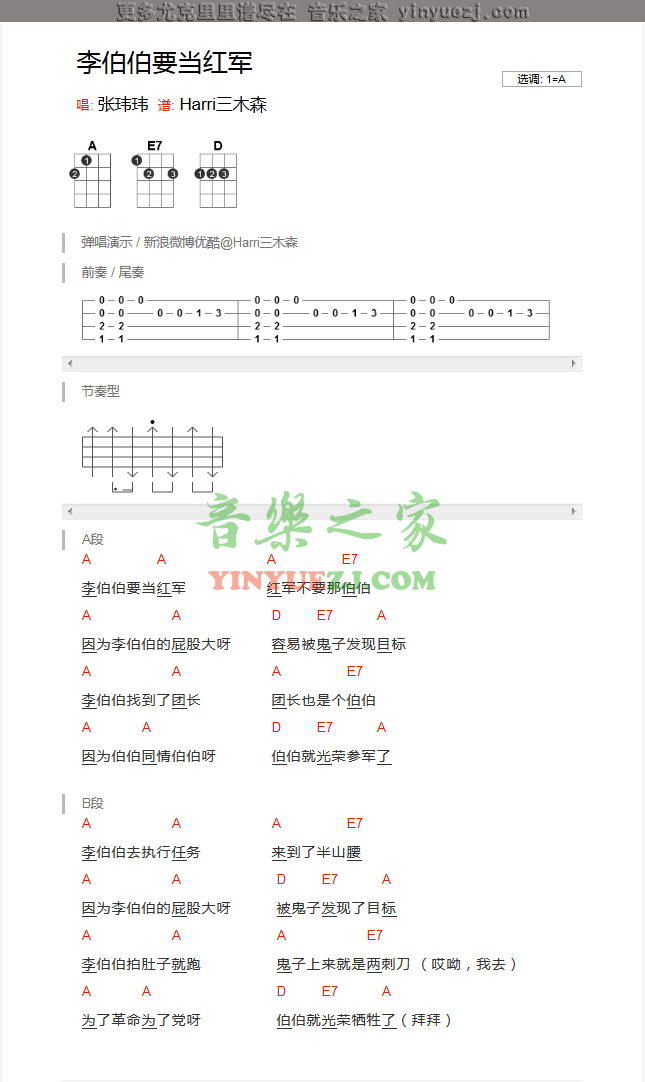 更多尤克里里谱尽在 音乐之家 yinyuezj.com
李伯伯要当红军
选调: 1=A
唱: 张玮玮 谱: Harri三木森
A E7 D
1 1
2 2 3 1 2 3
弹唱演示 / 新浪微博优酷@Harri三木森
前奏 / 尾奏
0 0 0 0 0 0 0 0 0
0 0 0 0 1 3 0 0 0 0 1 3 0 0 0 0 1 3
2 2 2 2 2 2
1 1 1 1 1 1
节奏型
音樂之家
YINYUEZJ.COM
A段
A A A E7
李伯伯要当红军 红军不要那伯伯
A A D E7 A
因为李伯伯的屁股大呀 容易被鬼子发现目标
A A A E7
李伯伯找到了团长 团长也是个伯伯
A A D E7 A
因为伯伯同情伯伯呀 伯伯就光荣参军了
B段
A A A E7
李伯伯去执行任务 来到了半山腰
A A D E7 A
因为李伯伯的屁股大呀 被鬼子发现了目标
A A A E7
李伯伯拍肚子就跑 鬼子上来就是两刺刀 （哎呦，我去）
A A D E7 A
为了革命为了党呀 伯伯就光荣牺牲了（拜拜）